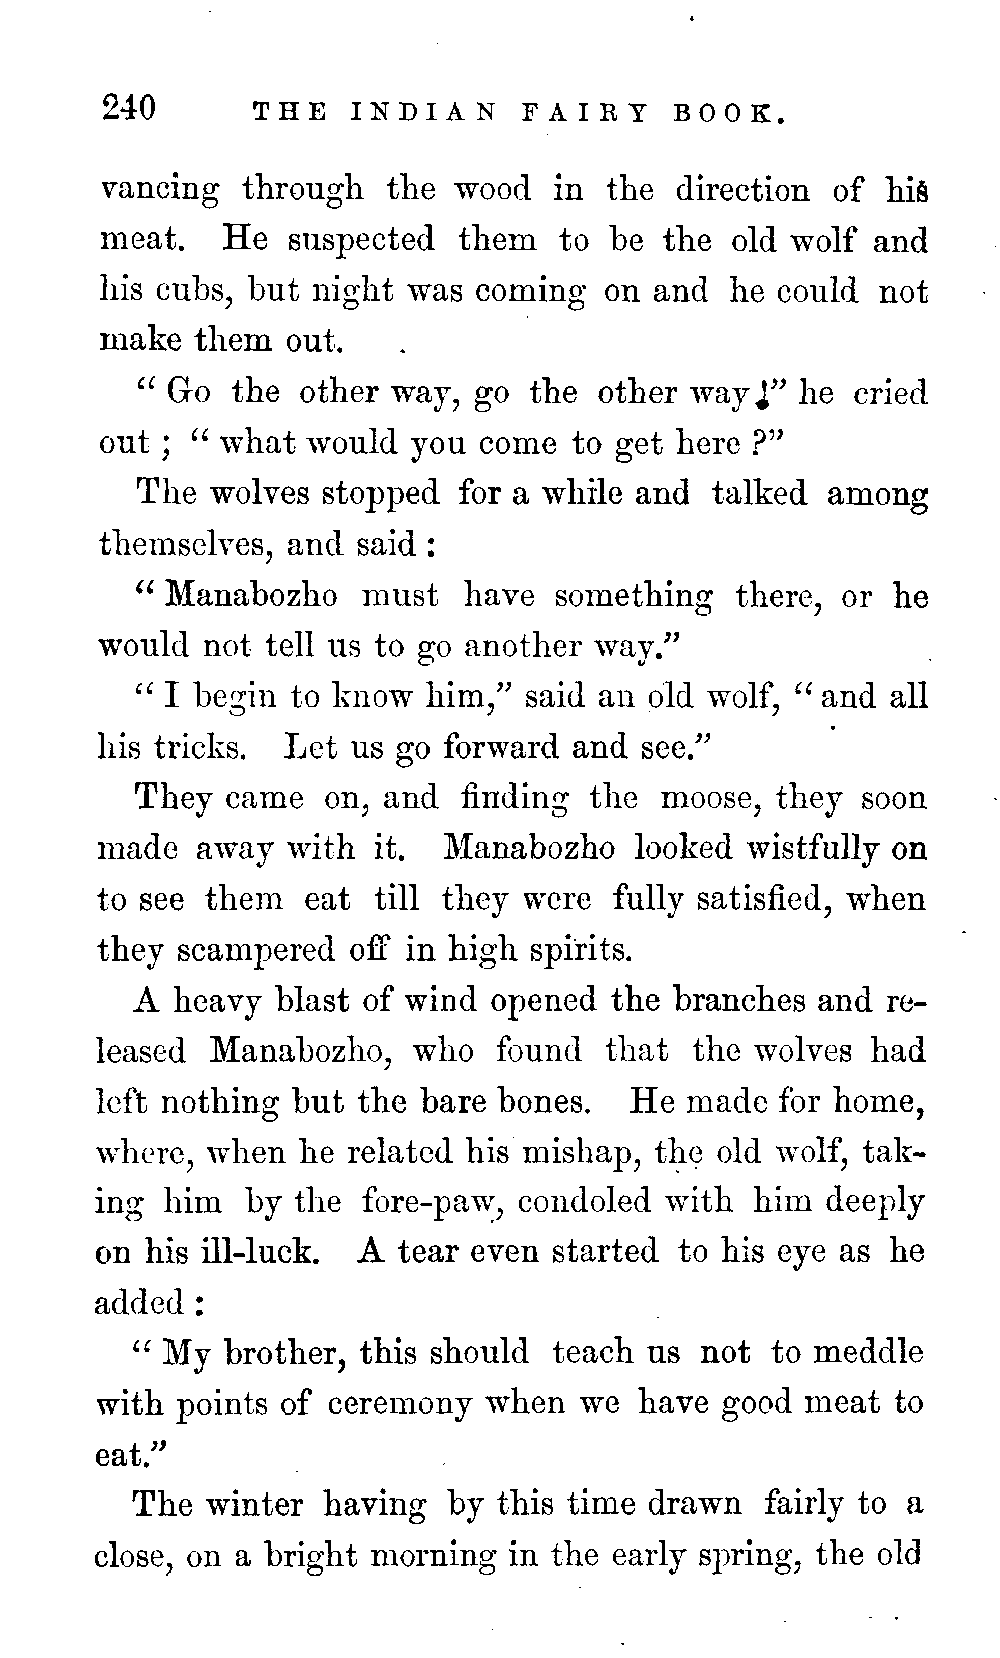 240 THE INDIAN FAIRY BOOK.
vancing through the wood in the direction of his
meat. He suspected them to be the old wolf and
his cubs, but night was coming on and he could not
make them out.
“ Go the other way, go the other way!” he cried
out ; “ what would you come to get here ?”
The wolves stopped for a while and talked among
themselves, and said :
“ Manabozho must have something there, or he
would not tell us to go another way.”
“ I begin to know him,” said an old wolf, “ and all
his tricks. Let us go forward and see.”
They came on, and finding the moose, they soon
made away with it. Manabozho looked wistfully on
to see them eat till they were fully satisfied, when
they scampered off in high spirits.
A heavy blast of wind opened the branches and re-
leased Manabozho, who found that the wolves had
left nothing but the bare bones. He made for home,
where, when he related his mishap, the old wolf, tak-
ing him by the fore-paw, condoled with him deeply
on his ill-luck. A tear even started to his eye as he
added :
“ My brother, this should teach us not to meddle
with points of ceremony when we have good meat to
eat.”
The winter having by this time drawn fairly to a
close, on a bright morning in the early spring, the old